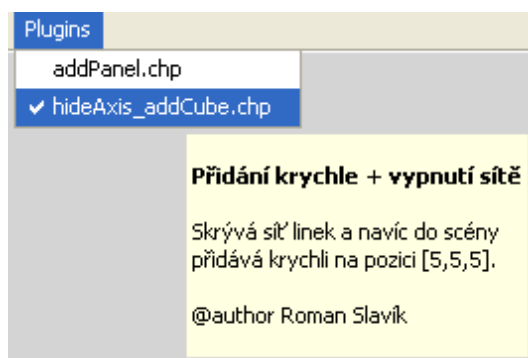 Plugins
addPanel.chp
hideAxis_addCube.chp
Přidání krychle + vypnutí sítě
Skrývá síť linek a navíc do scény
přidává krychli na pozici [5,5,5].
@author Roman Slavík